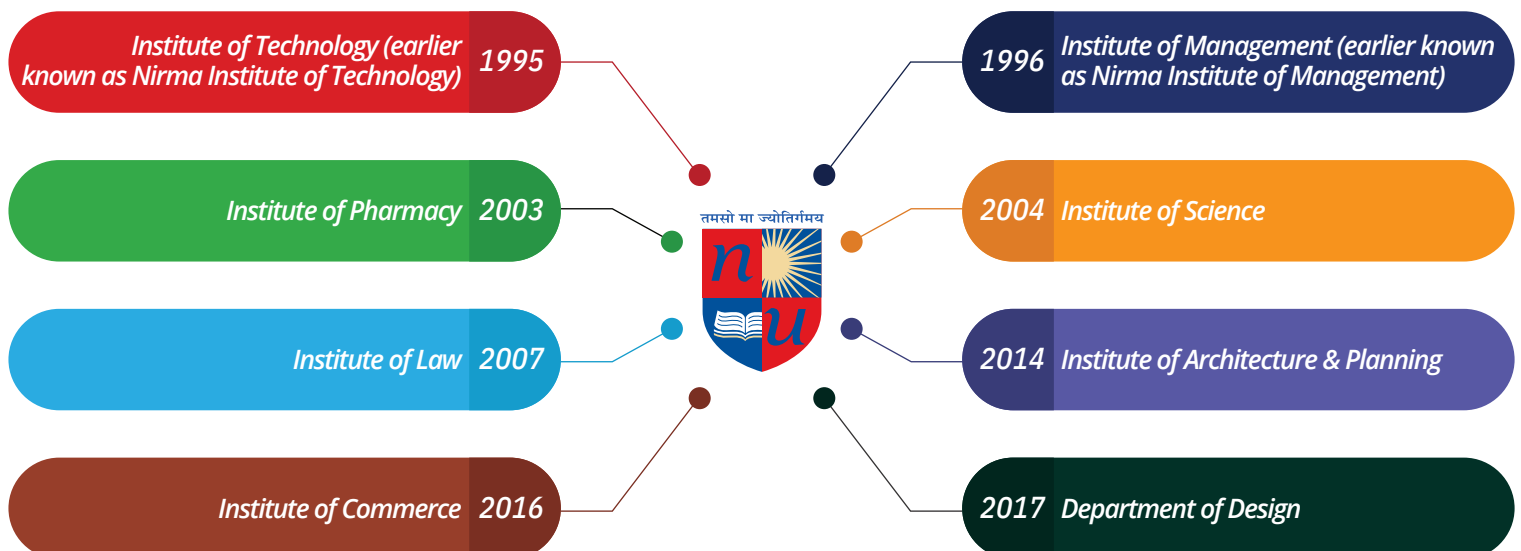 Institute of Technology (earlier
known as Nirma Institute of Technology)
1995
1996
Institute of Management (earlier known
as Nirma Institute of Management)
Institute of Pharmacy 2003
2004 Institute of Science
तमसो मा ज्योतिर्गमय
n
u
Institute of Law 2007
2014 Institute of Architecture & Planning
Institute of Commerce 2016
2017 Department of Design